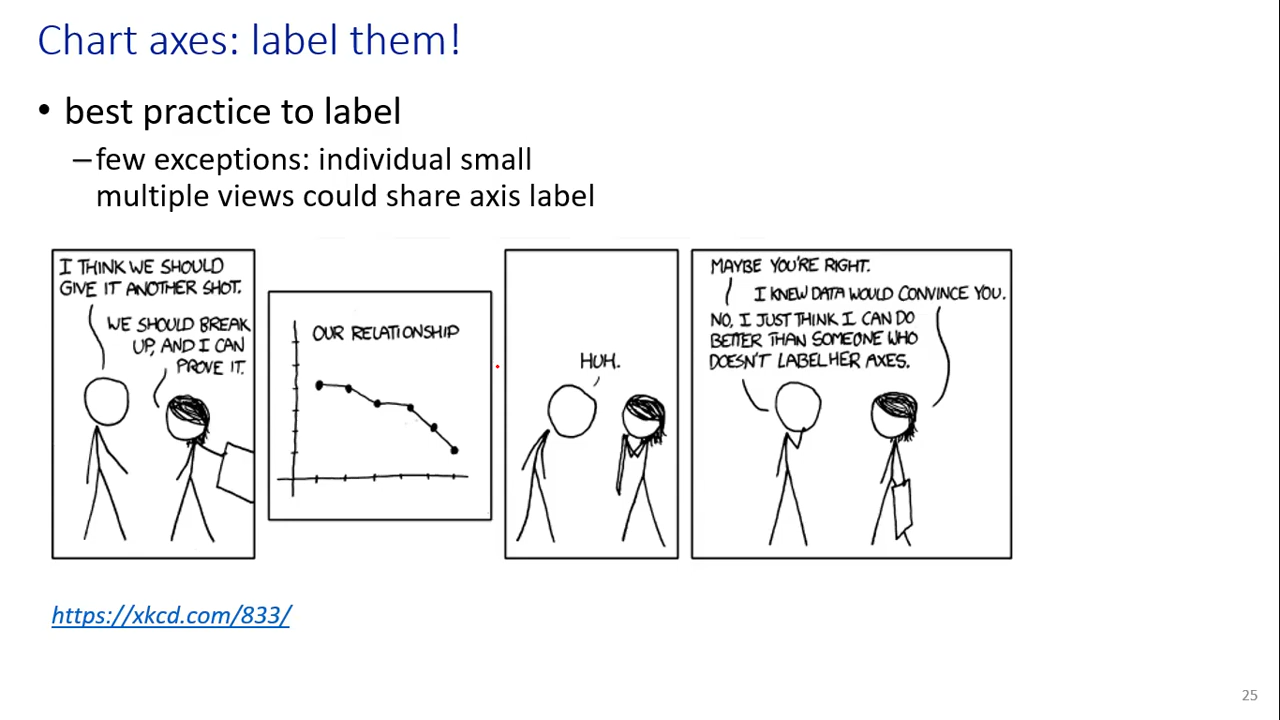 Chart axes: label them!
• best practice to label
–few exceptions: individual small
multiple views could share axis label
I THINK WE SHOULD
GIVE IT ANOTHER SHOT.
WE SHOULD BREAK
UP, AND I CAN
PROVE IT.
OUR RELATIONSHIP
HUH.
MAYBE YOU'RE RIGHT.
I KNEW DATA WOULD CONVINCE YOU.
NO, I JUST THINK I CAN DO
BETTER THAN SOMEONE WHO
DOESN'T LABEL HER AXES.
https://xkcd.com/833/
25